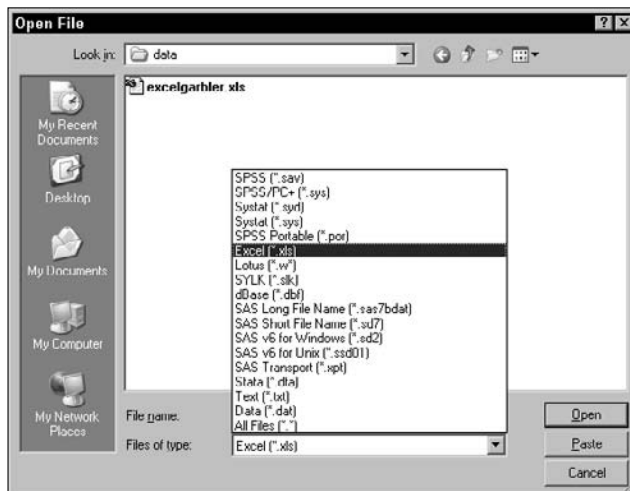 Open File
Look in:
data
excelgarbler.xls
My Recent
Documents
Desktop
My Documents
My Computer
My Network
Places
SPSS (*.sav)
SPSS/PC+ (*.sys)
Systat (*.syd)
Systat (*.sys)
SPSS Portable (*.por)
Excel (*.xls)
Lotus (*.w*)
SYLK (*.slk)
dBase (*.dbf)
SAS Long File Name (*.sas7bdat)
SAS Short File Name (*.sd7)
SAS v6 for Windows (*.sd2)
SAS v6 for Unix (*.ssd01)
SAS Transport (*.xpt)
Stata (*.dta)
Text (*.txt)
Data (*.dat)
All Files (*.*)
File name:
Files of type:
Excel (*.xls)
Open
Paste
Cancel